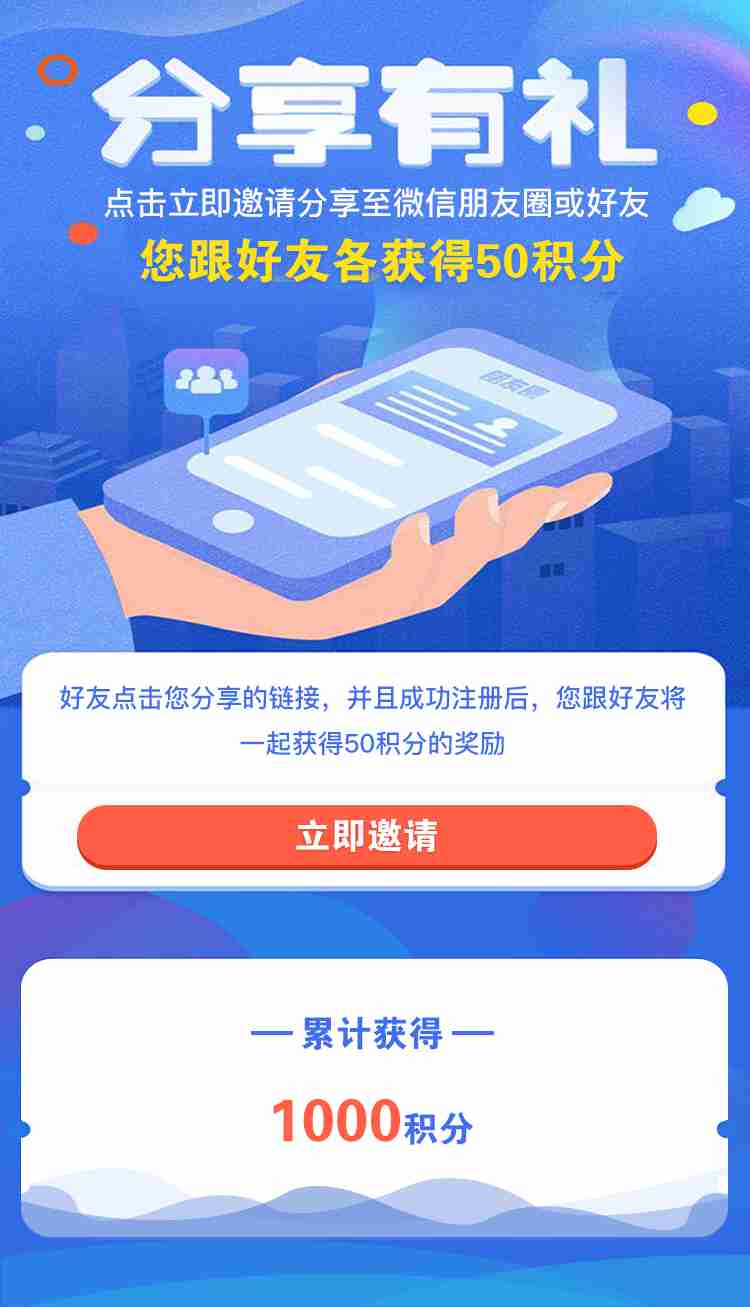 分享有礼
点击立即邀请分享至微信朋友圈或好友
您跟好友各获得50积分
朋友圈
好友点击您分享的链接，并且成功注册后，您跟好友将
一起获得50积分的奖励
立即邀请
累计获得
1000积分